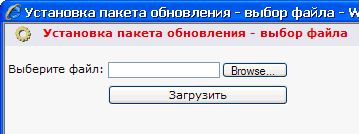 Установка пакета обновления - выбор файла - W
Установка пакета обновления - выбор файла
Выберите файл: Browse...
Загрузить